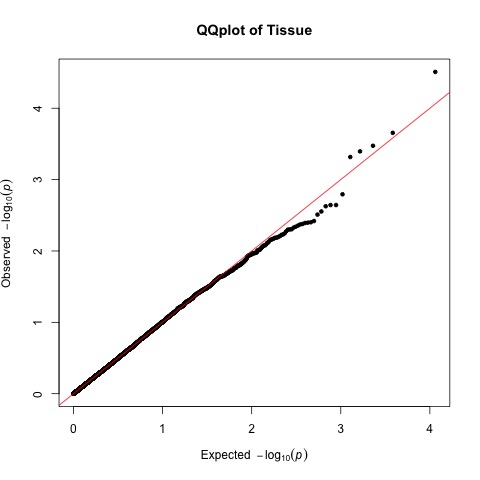 QQplot of Tissue
Observed −log₁₀(p)
4
3
2
1
0
0 1 2 3 4
Expected −log₁₀(p)